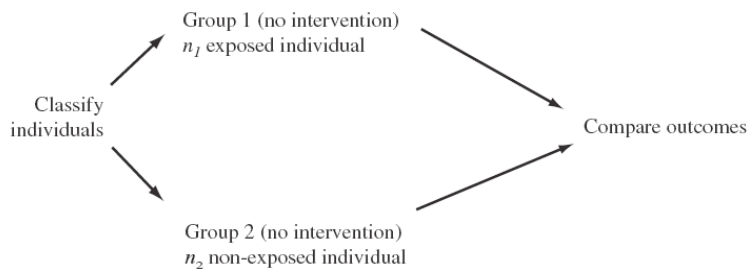 Group 1 (no intervention)
n₁ exposed individual
Classify
individuals
Compare outcomes
Group 2 (no intervention)
n₂ non-exposed individual